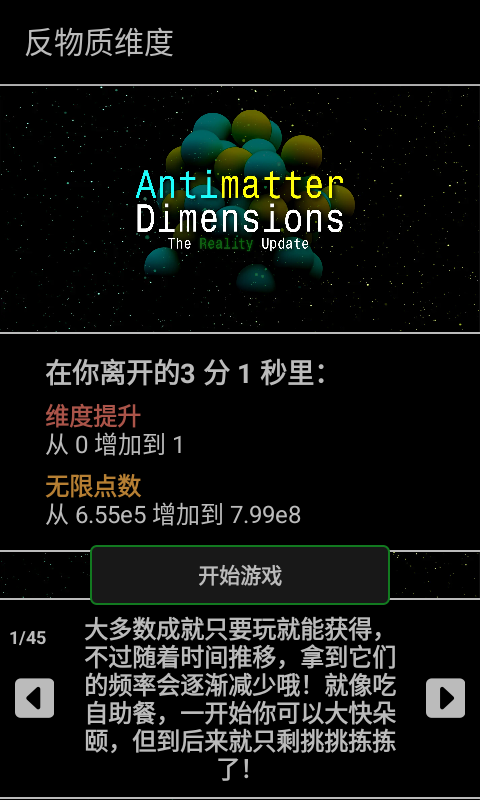 反物质维度
Antimatter
Dimensions
The Reality Update
在你离开的3 分 1 秒里：
维度提升
从 0 增加到 1
无限点数
从 6.55e5 增加到 7.99e8
开始游戏
1/45
大多数成就只要玩就能获得，
不过随着时间推移，拿到它们
的频率会逐渐减少哦！就像吃
自助餐，一开始你可以大快朵
颐，但到后来就只剩挑挑拣拣
了！